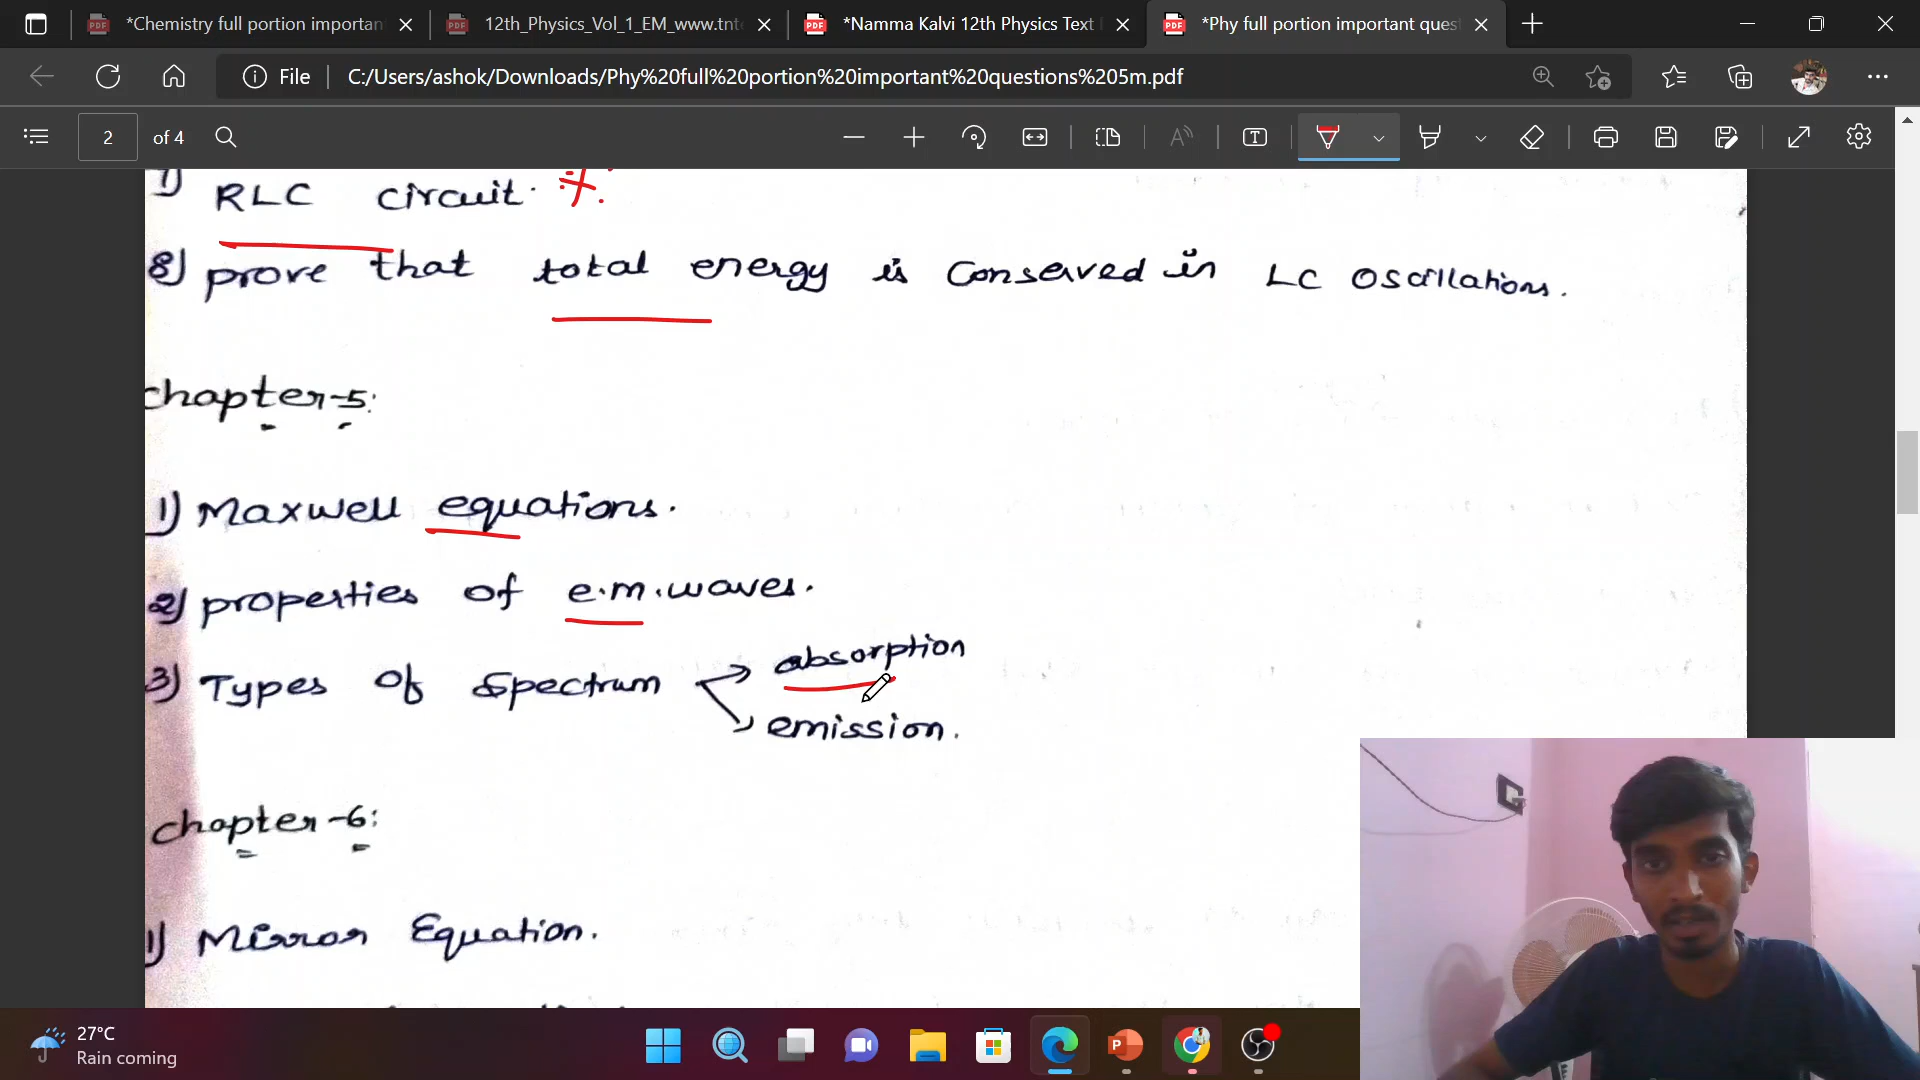 *Chemistry full portion importan
12th_Physics_Vol_1_EM_www.tnt
*Namma Kalvi 12th Physics Text
*Phy full portion important ques
File
C:/Users/ashok/Downloads/Phy%20full%20portion%20important%20questions%205m.pdf
2 of 4
7) RLC circuit.
8) prove that total energy is Conserved in LC Oscillations.
chapter-5:
1) Maxwell equations.
2) properties of e.m.waves.
3) Types of Spectrum
absorption
emission.
chapter-6:
1) Mirror Equation.
27°C
Rain coming